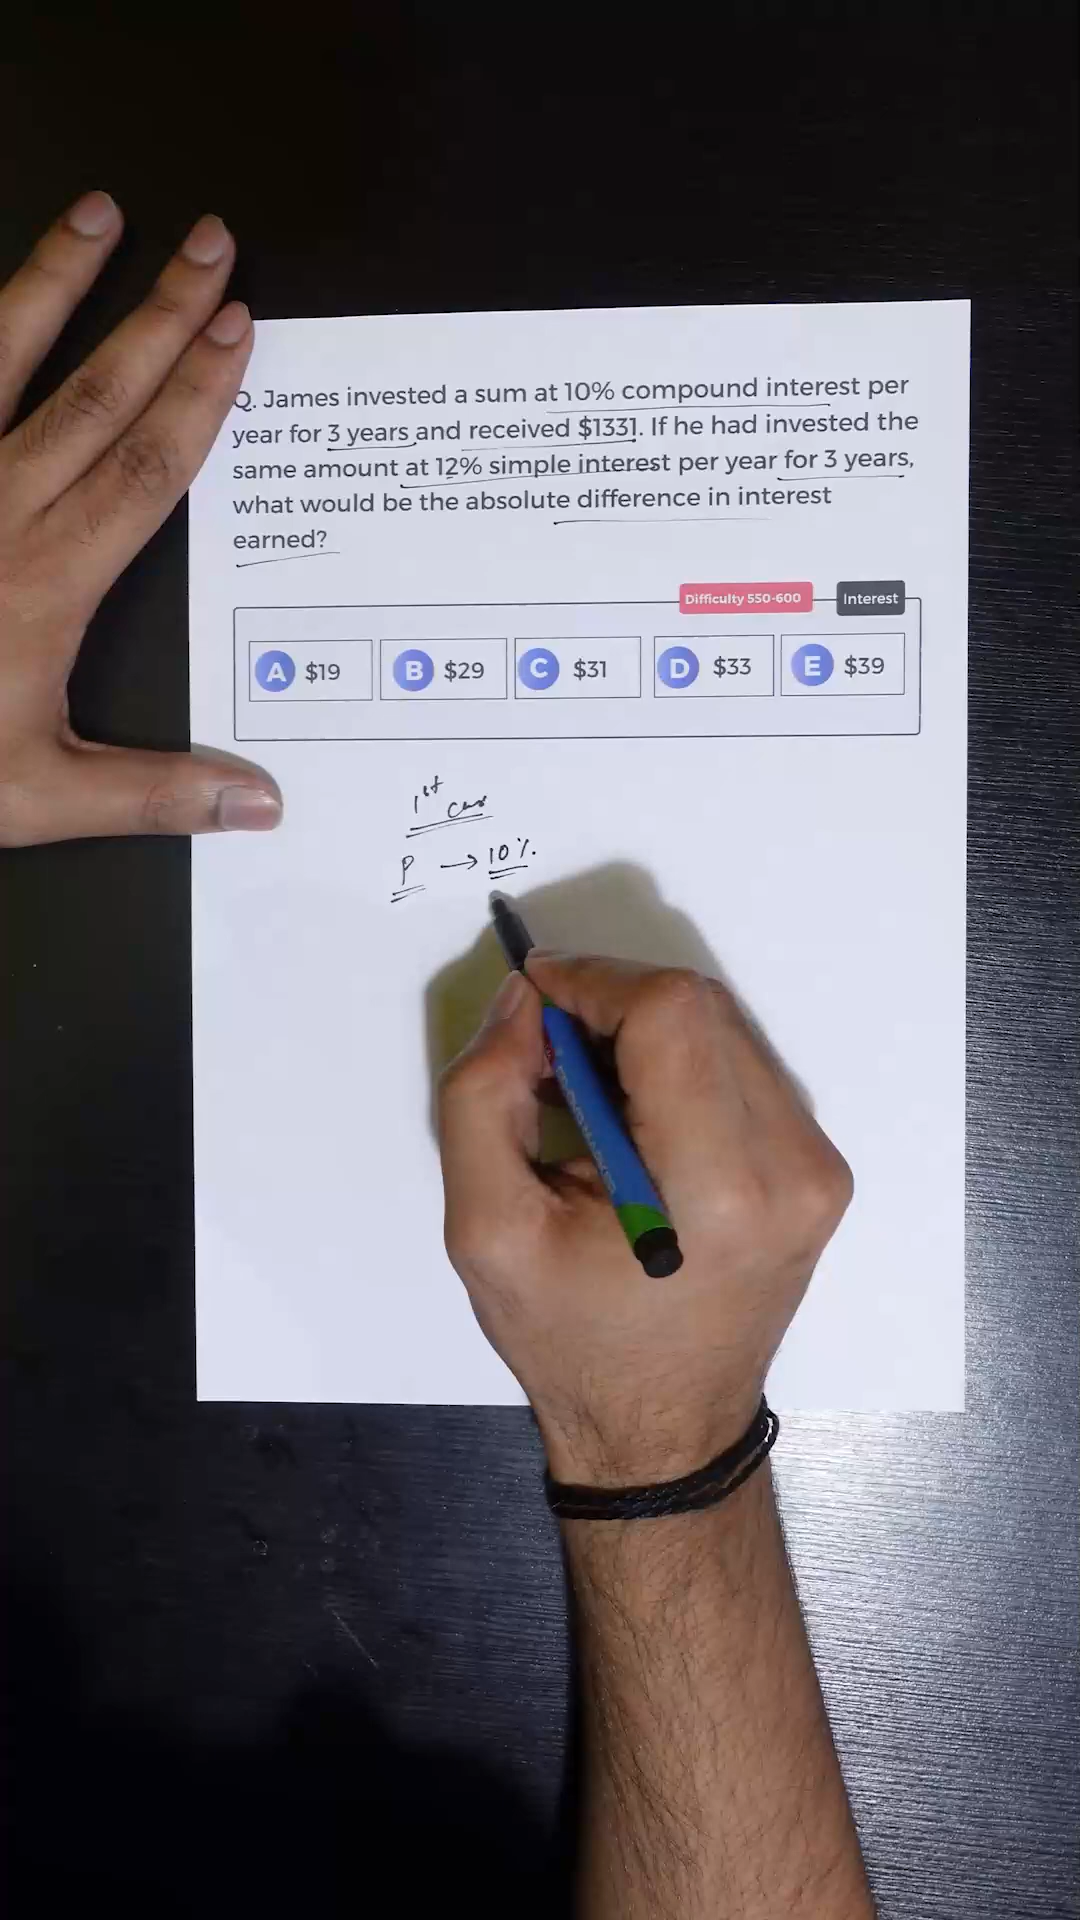 Q. James invested a sum at 10% compound interest per
year for 3 years and received $1331. If he had invested the
same amount at 12% simple interest per year for 3 years,
what would be the absolute difference in interest
earned?
Difficulty 550-600 Interest
A $19 B $29 C $31 D $33 E $39
1st case
P → 10%.